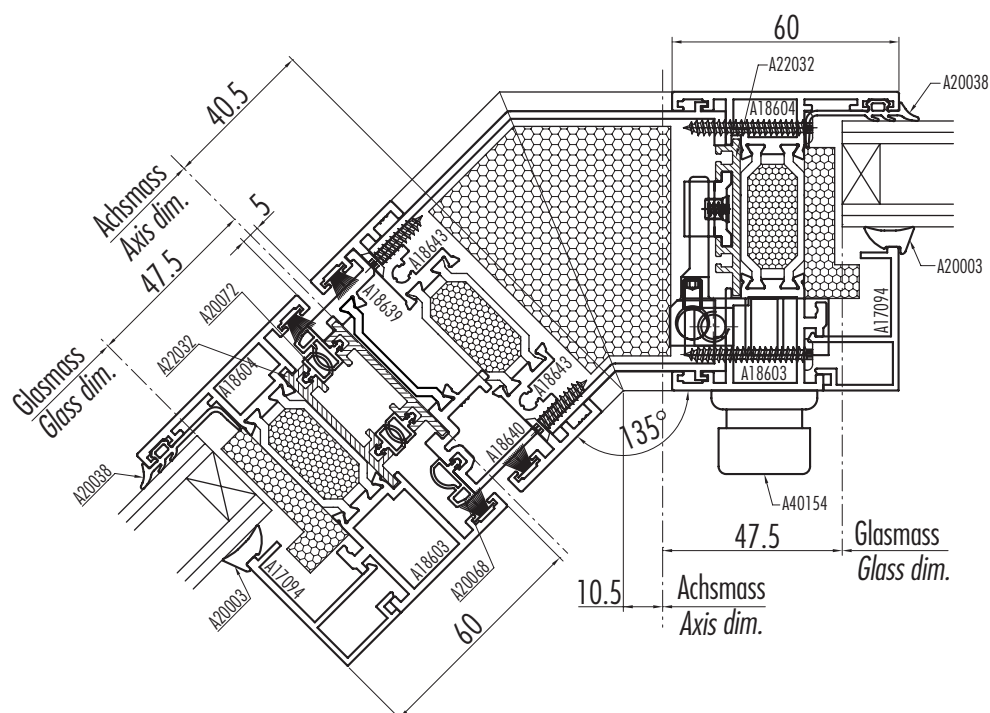 60
A22032
A20038
A18604
40.5
Achsmass
Axis dim.
5
47.5
A20072
A18643
A18639
A22032
A18604
Glasmass
Glass dim.
A20003
A17094
A18643
A18603
A18640
135°
A20038
A40154
47.5
Glasmass
Glass dim.
A20003
A17094
A18603
A20068
60
10.5
Achsmass
Axis dim.